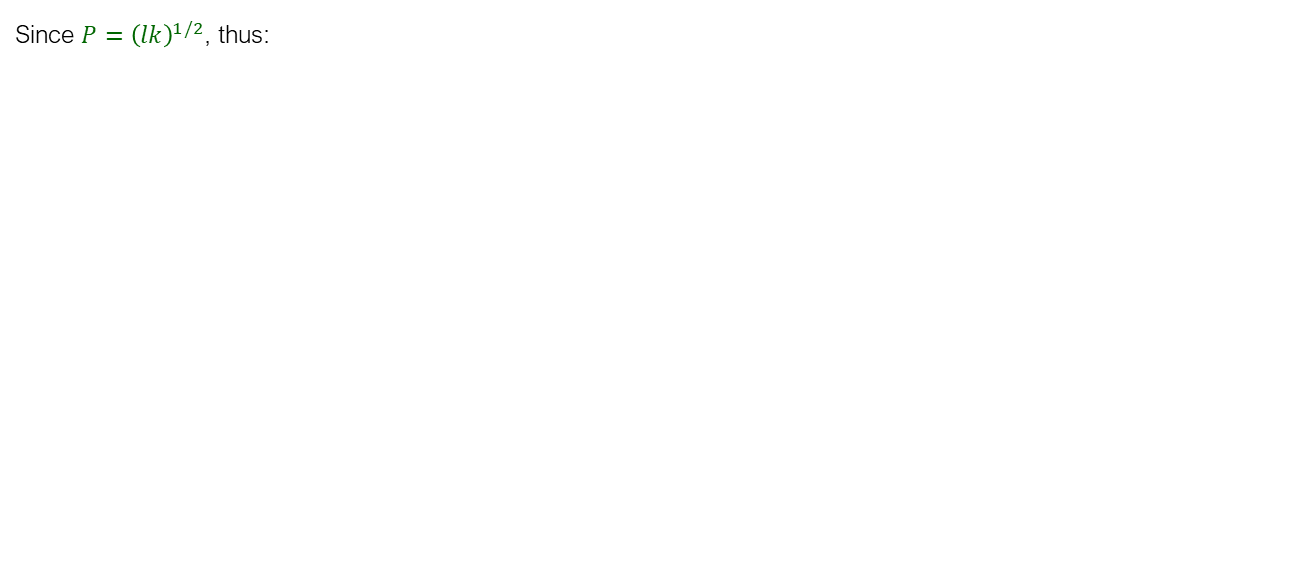 Since P = (lk)^{1/2}, thus: